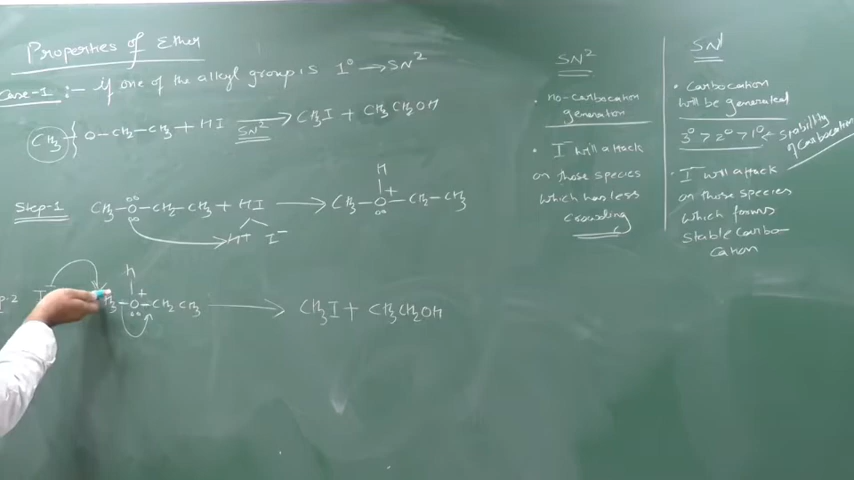 Properties of Ether
Case-1 :- if one of the alkyl group is 1° → SN²
CH₃ } O - CH₂ - CH₃ + HI → CH₃I + CH₃CH₂OH
SN²
Step-1 CH₃ - O - CH₂ - CH₃ + HI → CH₃ - O - CH₂ - CH₃
H
+
H+ I⁻
H
+
CH₃ - O - CH₂ CH₃ → CH₃I + CH₃CH₂OH
SN²
• no-carbocation
generation
• I will attack
on those species
which has less
crowding
SN¹
• Carbocation
will be generated
3° > 2° > 1° ← Stability
of Carbocation
• I will attack
on those species
which forms
Stable Carbo-
cation